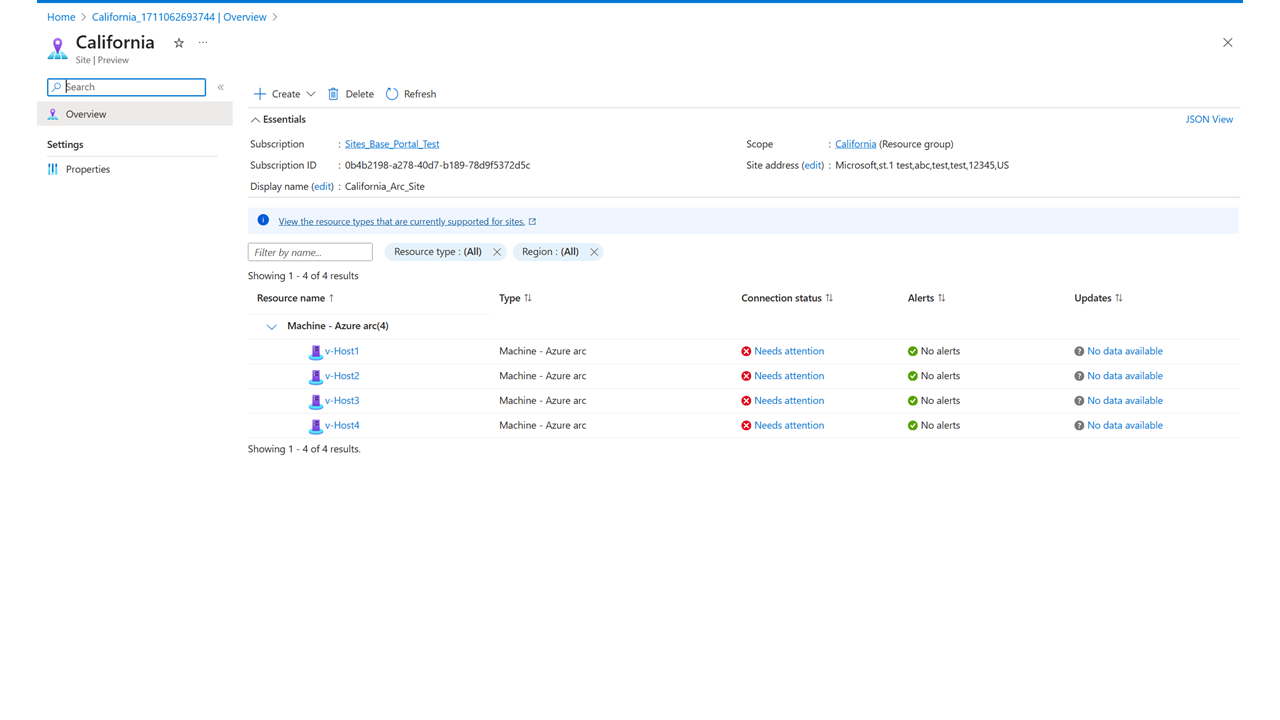 Home > California_1711062693744 | Overview >
California ☆ ...
Site | Preview
Search «
Overview
Settings
Properties
+ Create Delete Refresh
Essentials JSON View
Subscription : Sites_Base_Portal_Test Scope : California (Resource group)
Subscription ID : 0b4b2198-a278-40d7-b189-78d9f5372d5c Site address (edit) : Microsoft,st.1 test,abc,test,test,12345,US
Display name (edit) : California_Arc_Site
View the resource types that are currently supported for sites.
Filter by name... Resource type : (All) Region : (All)
Showing 1 - 4 of 4 results
Resource name ↑ Type ↑↓ Connection status ↑↓ Alerts ↑↓ Updates ↑↓
Machine - Azure arc(4)
v-Host1 Machine - Azure arc Needs attention No alerts No data available
v-Host2 Machine - Azure arc Needs attention No alerts No data available
v-Host3 Machine - Azure arc Needs attention No alerts No data available
v-Host4 Machine - Azure arc Needs attention No alerts No data available
Showing 1 - 4 of 4 results.